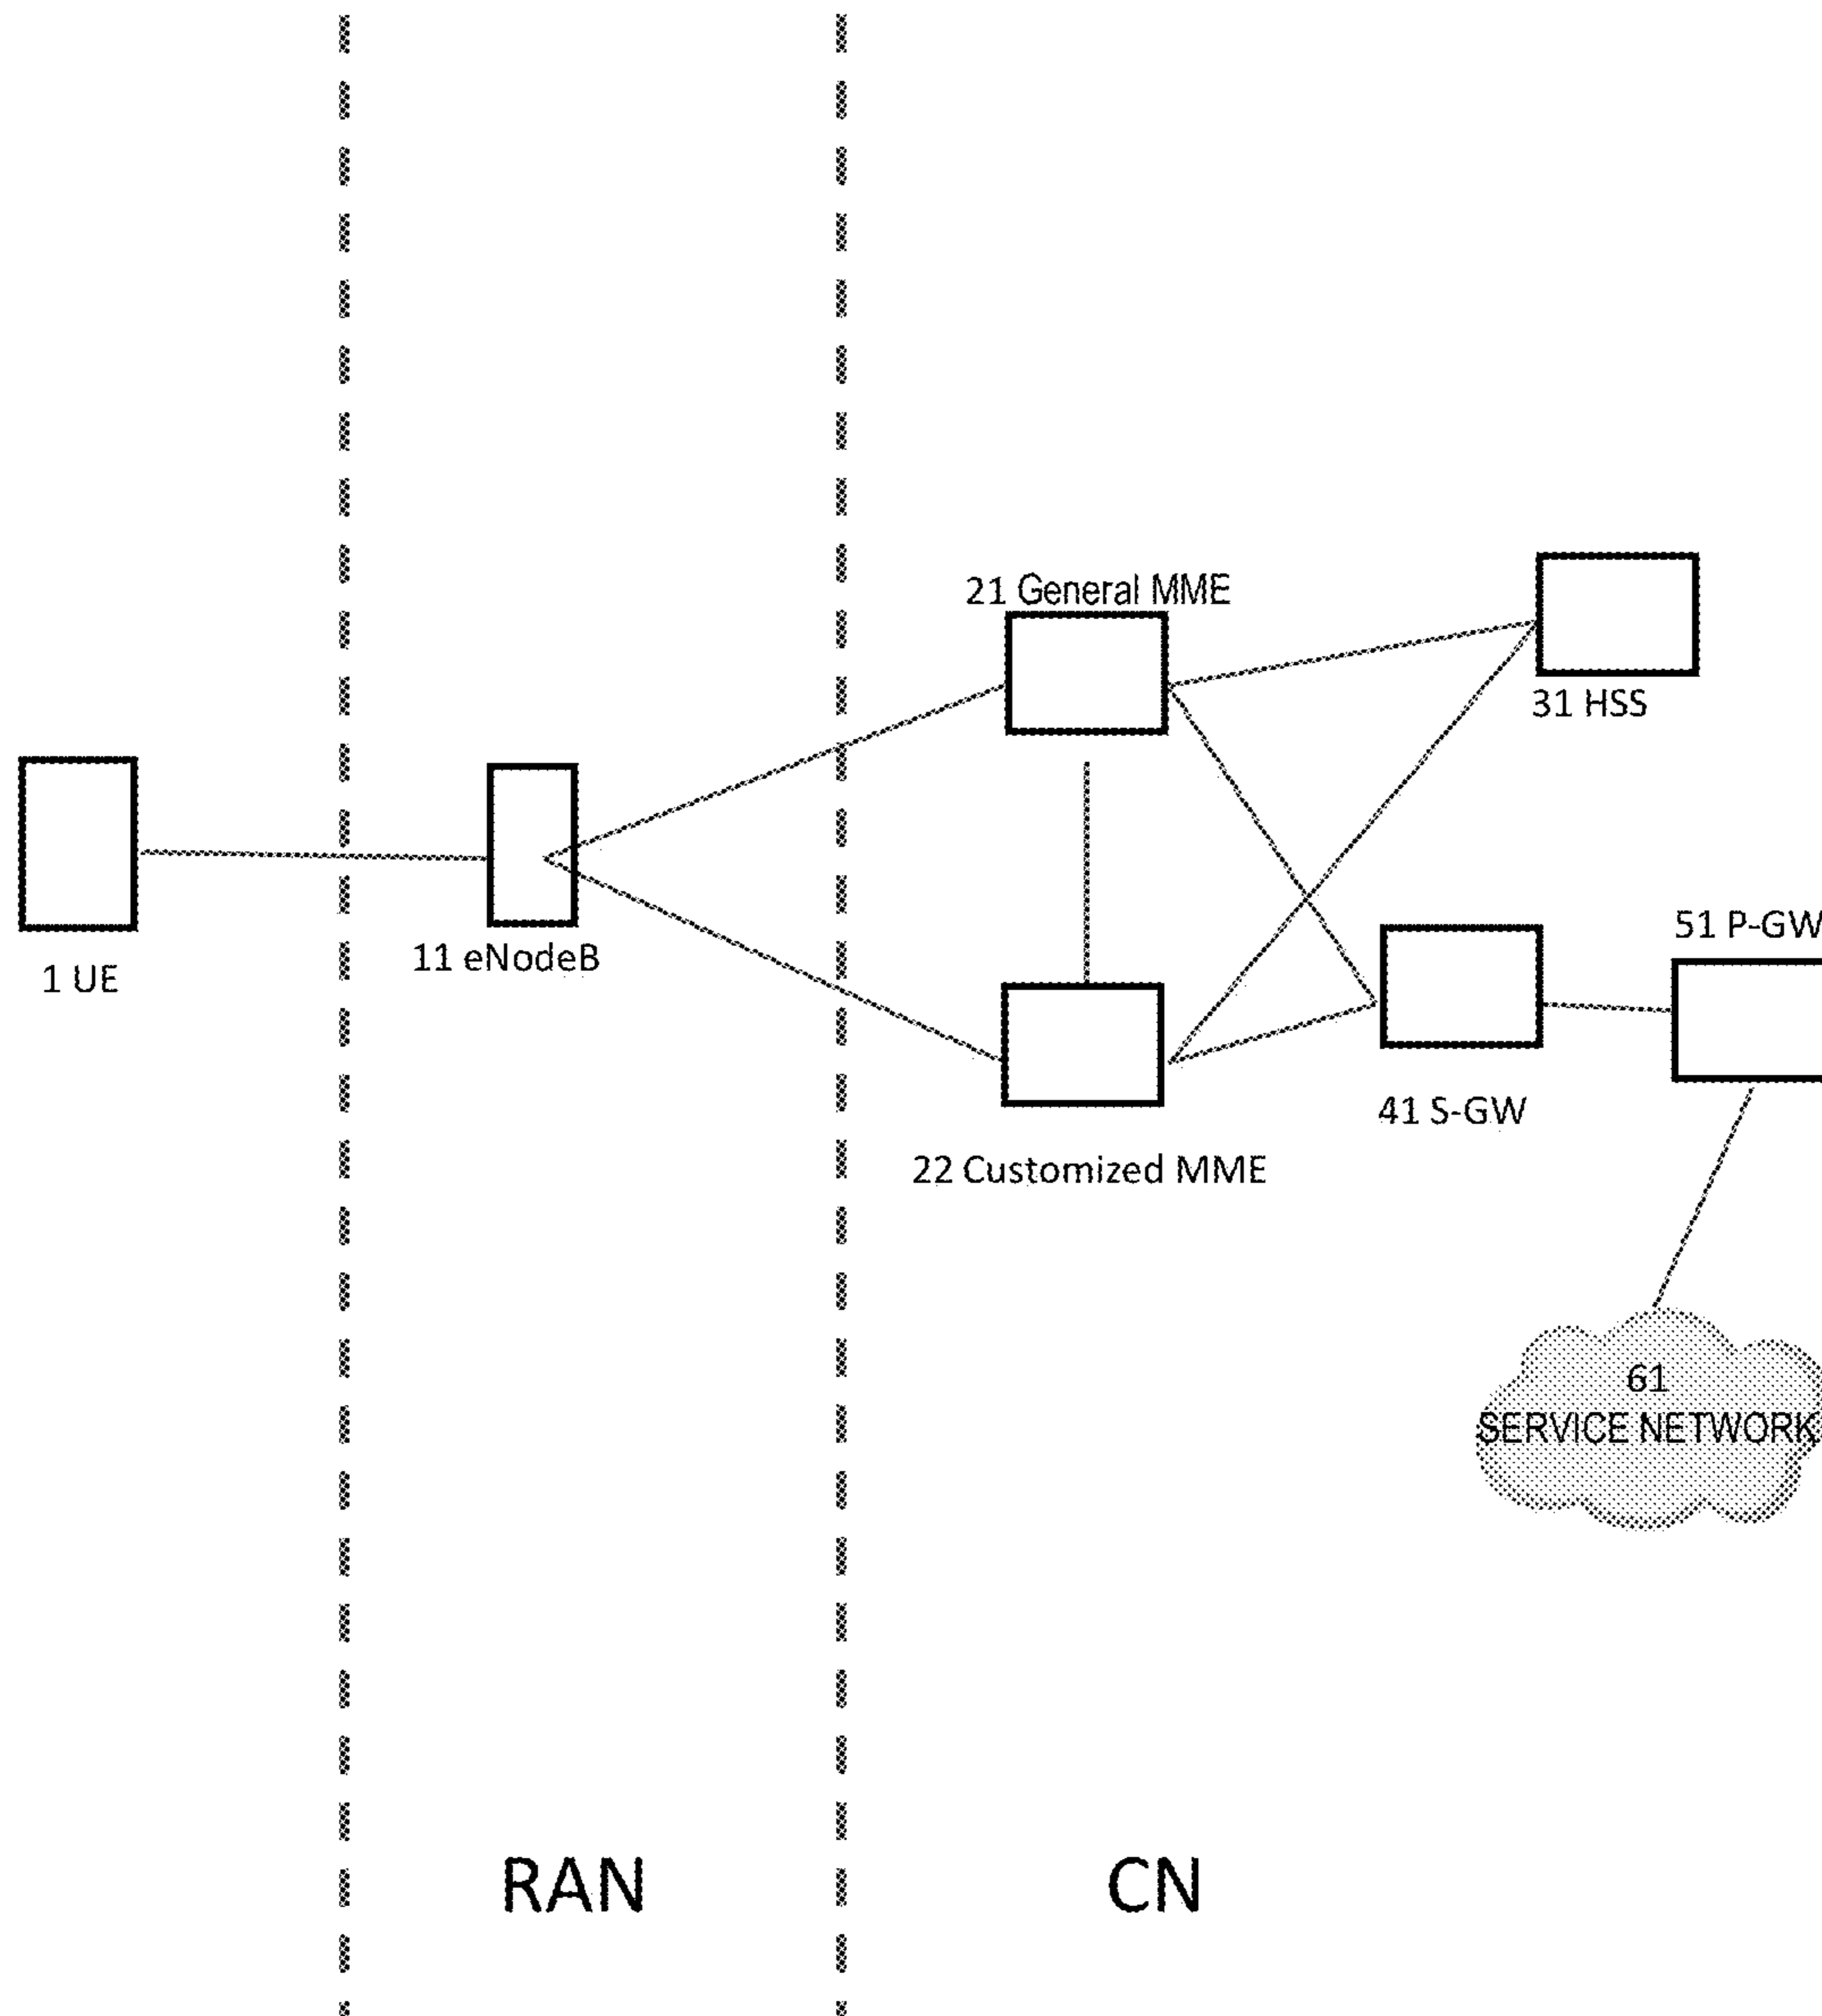 21 General MME
31 HSS
51 P-GW
11 eNodeB
1 UE
41 S-GW
22 Customized MME
61
SERVICE NETWORK
RAN
CN